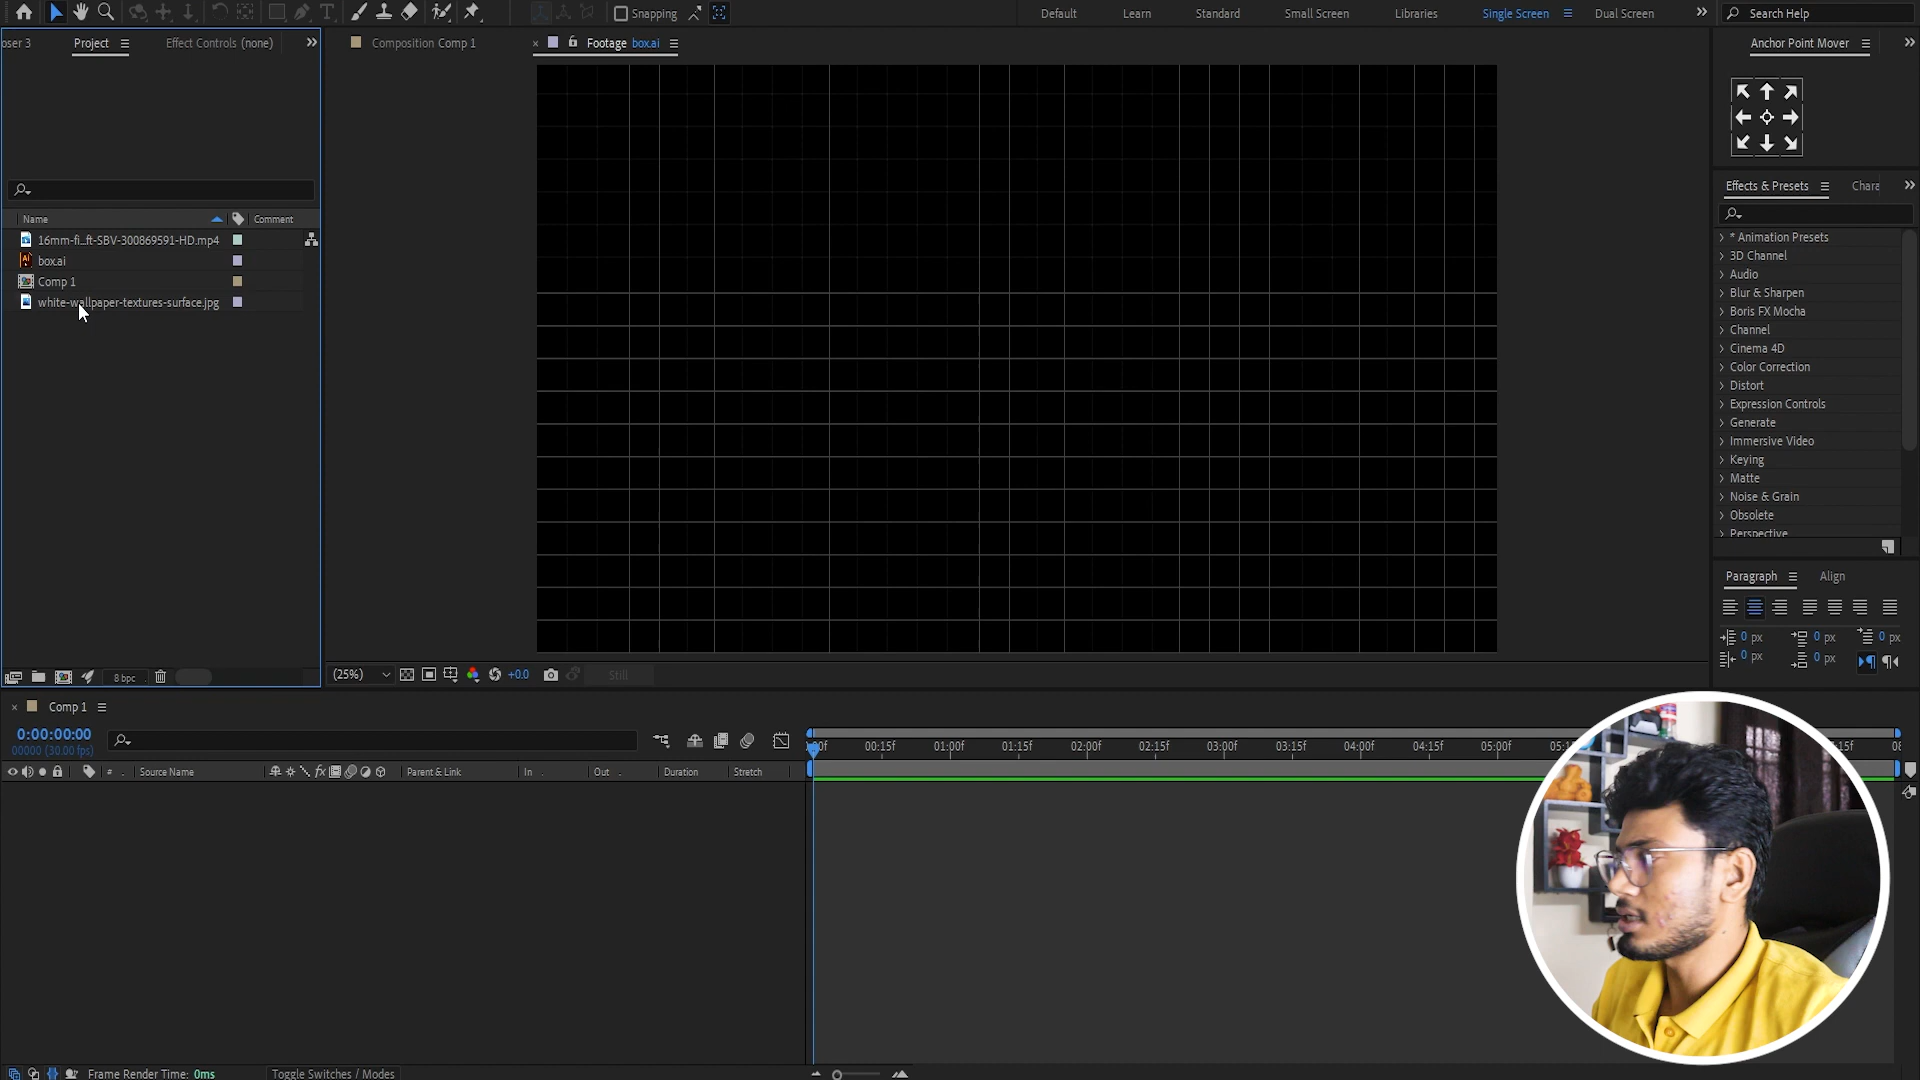 Snapping
Default
Learn
Standard
Small Screen
Libraries
Single Screen
Dual Screen
Search Help
oser 3
Project
Effect Controls (none)
Composition Comp 1
Footage box.ai
Anchor Point Mover
Name
Comment
16mm-fi...ft-SBV-300869591-HD.mp4
box.ai
Comp 1
white-wallpaper-textures-surface.jpg
Effects & Presets
Chara
* Animation Presets
3D Channel
Audio
Blur & Sharpen
Boris FX Mocha
Channel
Cinema 4D
Color Correction
Distort
Expression Controls
Generate
Immersive Video
Keying
Matte
Noise & Grain
Obsolete
Perspective
Paragraph
Align
0 px
0 px
0 px
0 px
0 px
8 bpc
(25%)
+0.0
Still
Comp 1
0:00:00:00
00000 (30.00 fps)
:00f 00:15f 01:00f 01:15f 02:00f 02:15f 03:00f 03:15f 04:00f 04:15f 05:00f
# Source Name
Parent & Link
In
Out
Duration
Stretch
Frame Render Time: 0ms
Toggle Switches / Modes